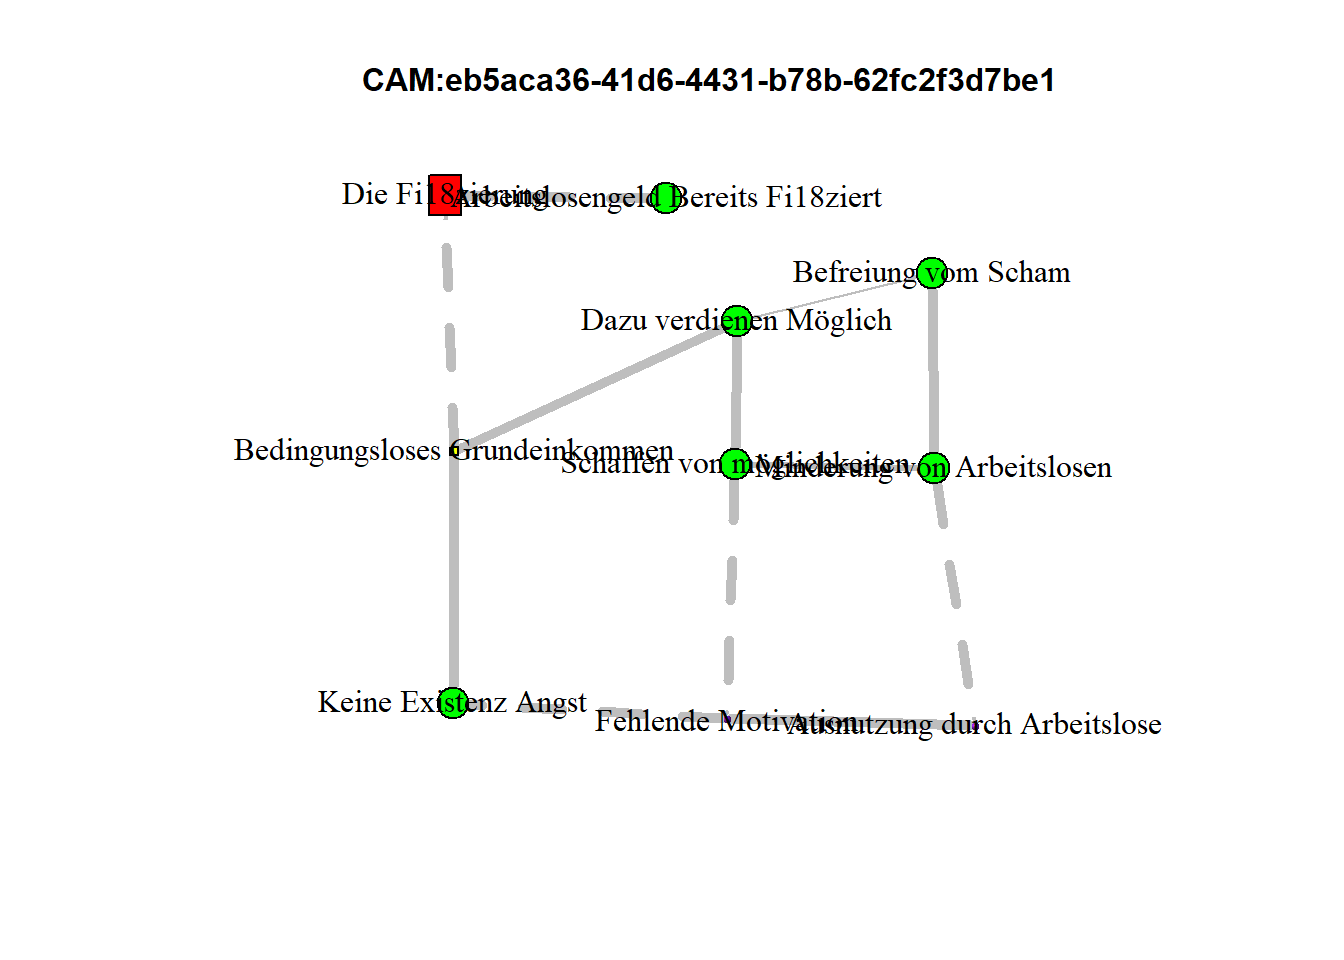 CAM:eb5aca36-41d6-4431-b78b-62fc2f3d7be1
Die Fi18zierung
Arbeitslosengeld Bereits Fi18ziert
Befreiung vom Scham
Dazu verdienen Möglich
Bedingungsloses Grundeinkommen
Schaffen von möglichkeiten
Minderung von Arbeitslosen
Keine Existenz Angst
Fehlende Motivation
Ausnutzung durch Arbeitslose